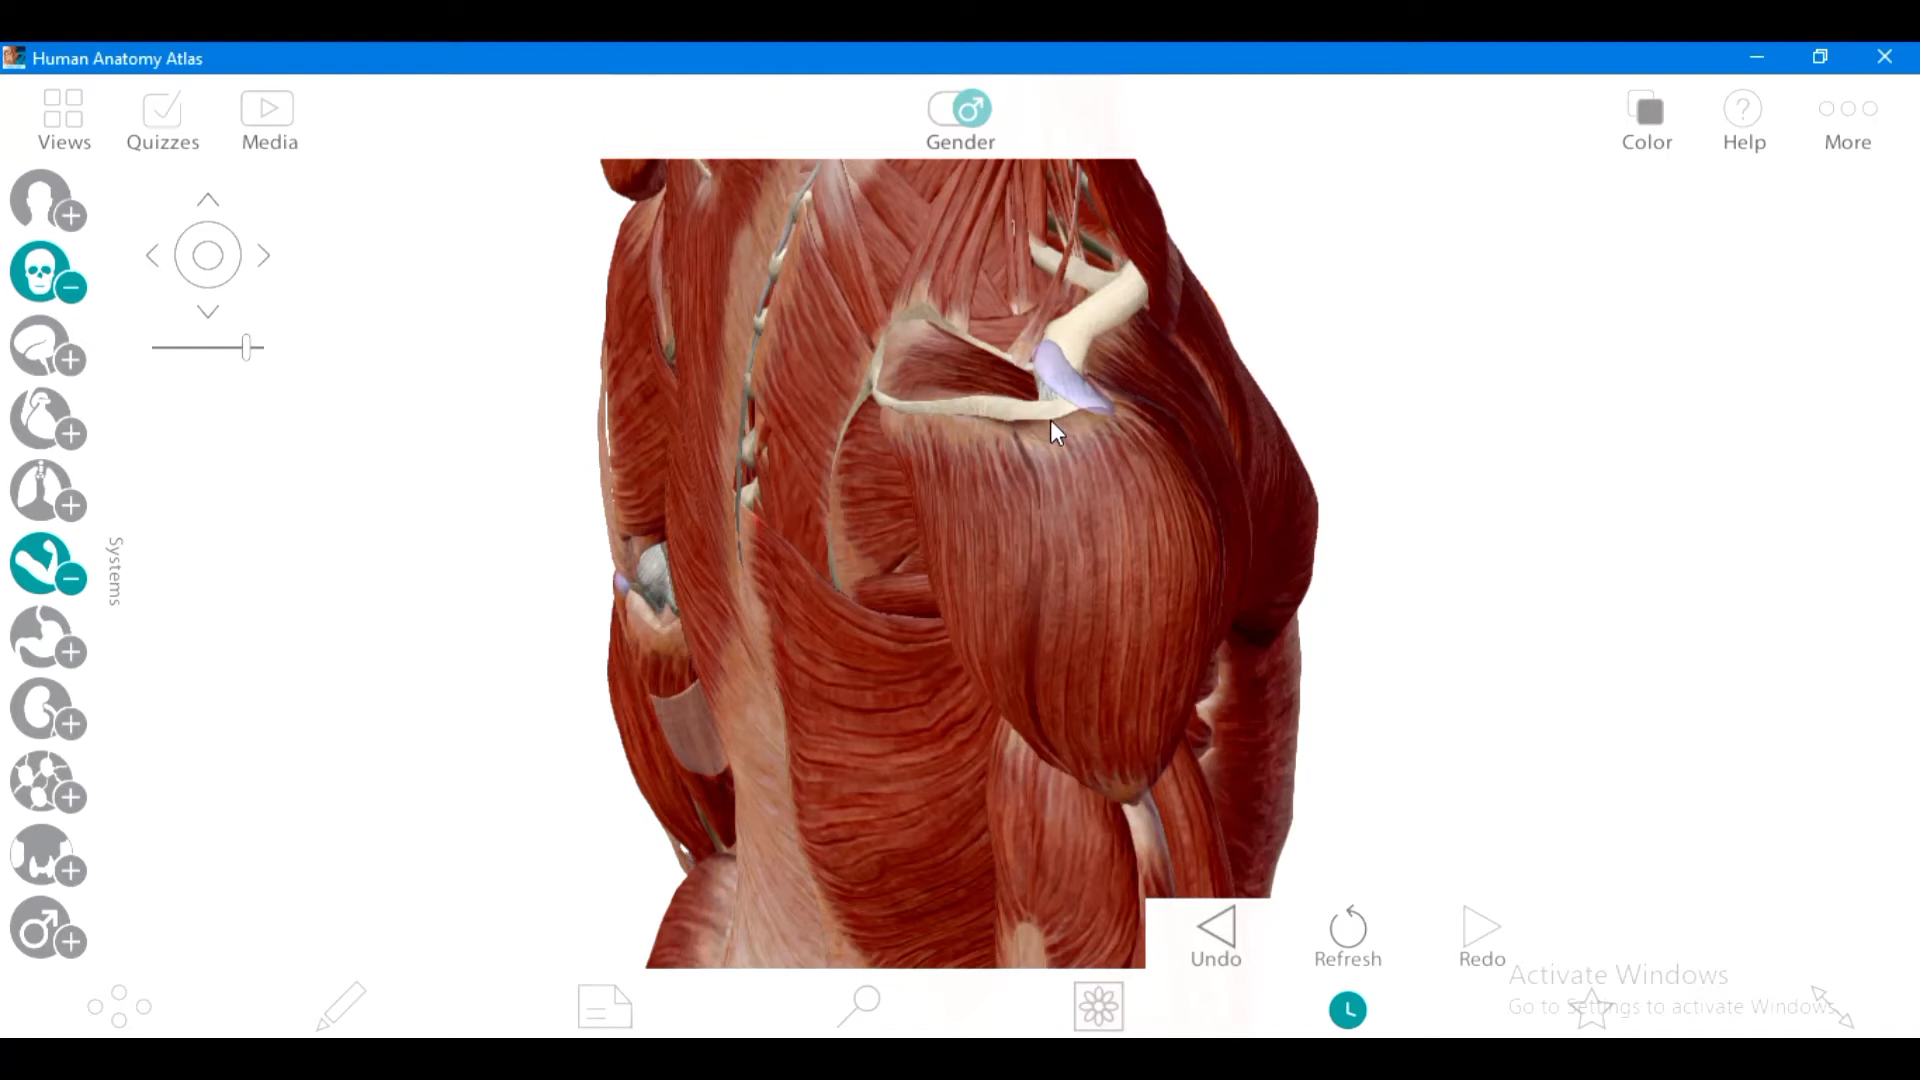 Human Anatomy Atlas
Views
Quizzes
Media
Gender
Color
Help
More
Systems
Undo
Refresh
Redo
Activate Windows
Go to Settings to activate Windows.